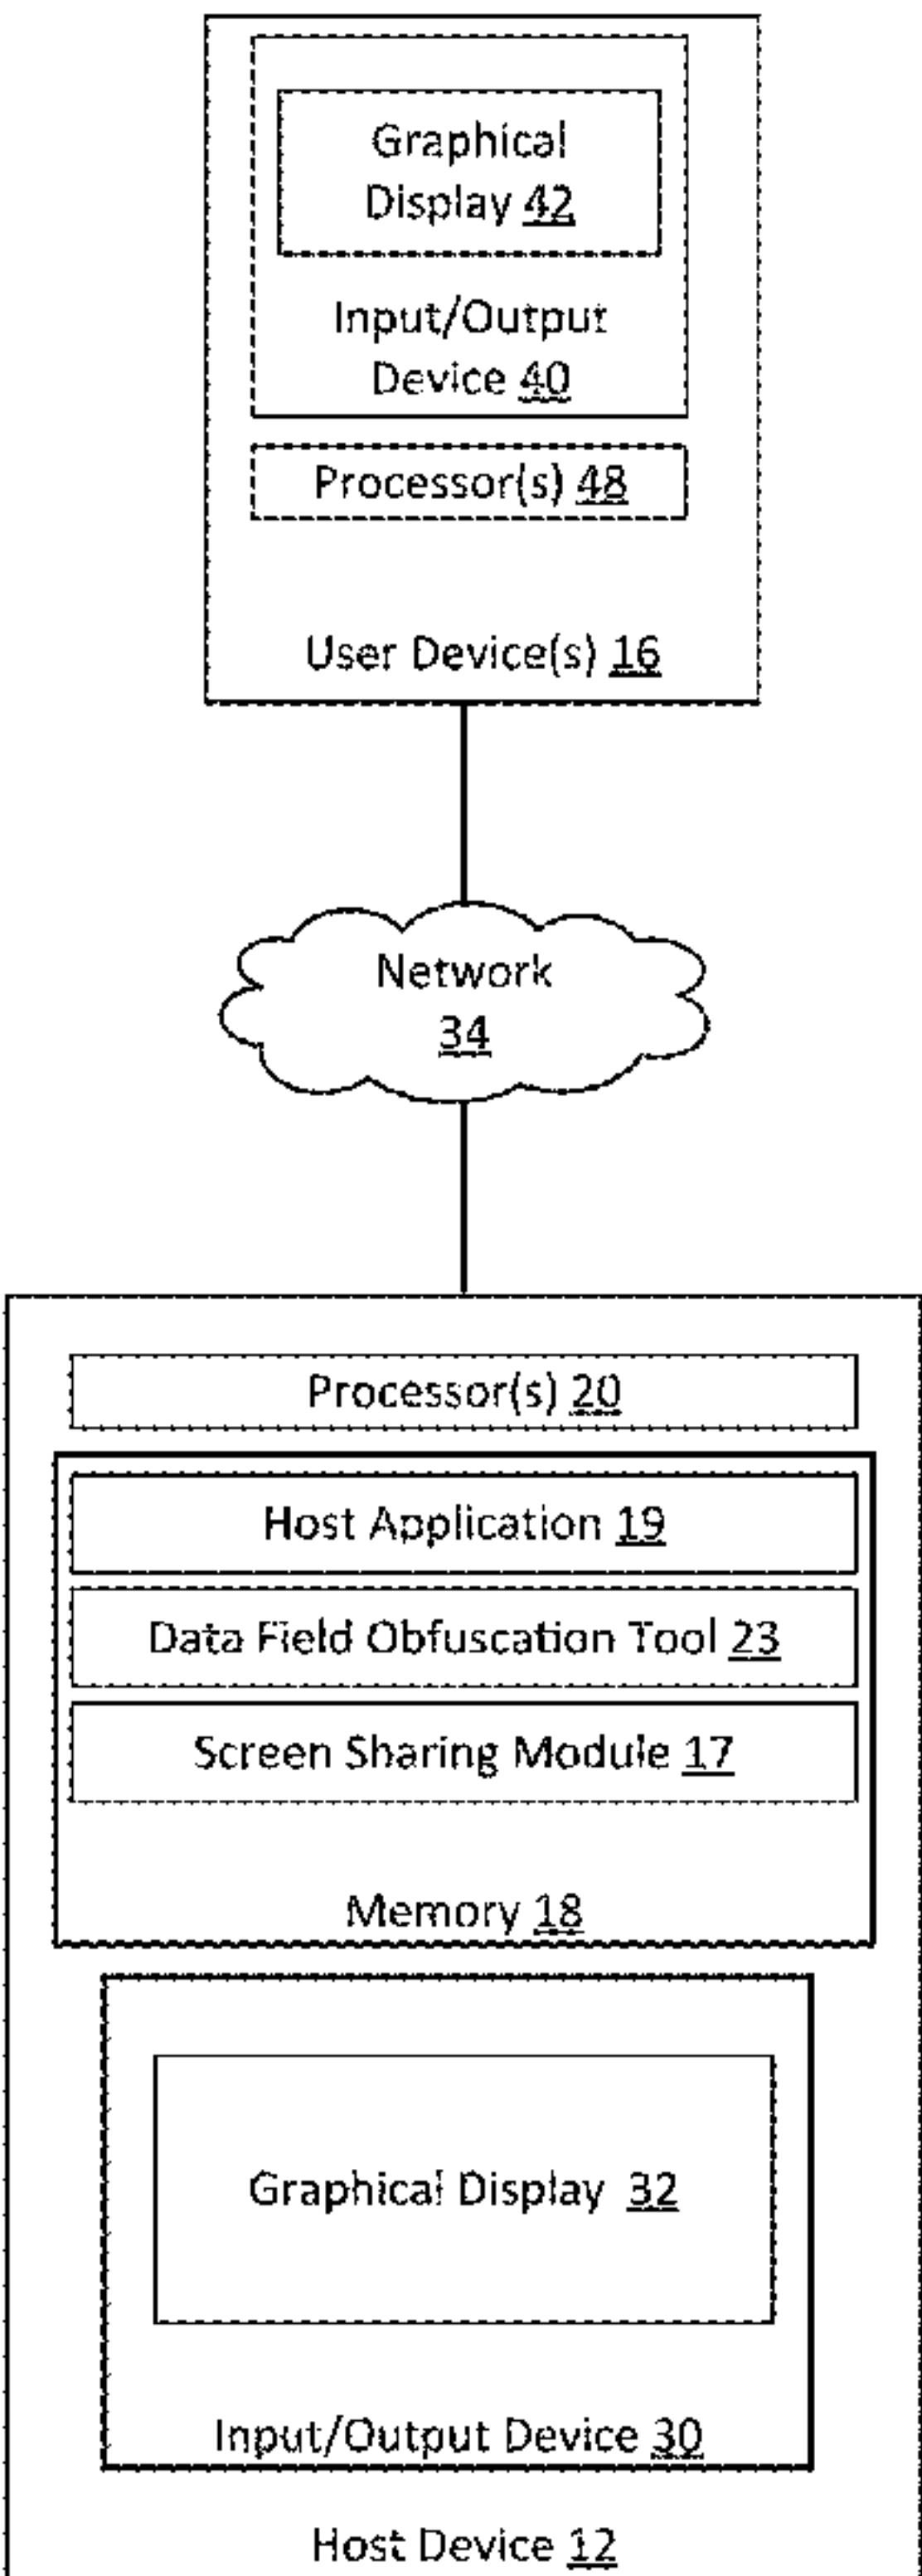 Graphical
Display 42
Input/Output
Device 40
Processor(s) 48
User Device(s) 16
Network
34
Processor(s) 20
Host Application 19
Data Field Obfuscation Tool 23
Screen Sharing Module 17
Memory 18
Graphical Display 32
Input/Output Device 30
Host Device 12